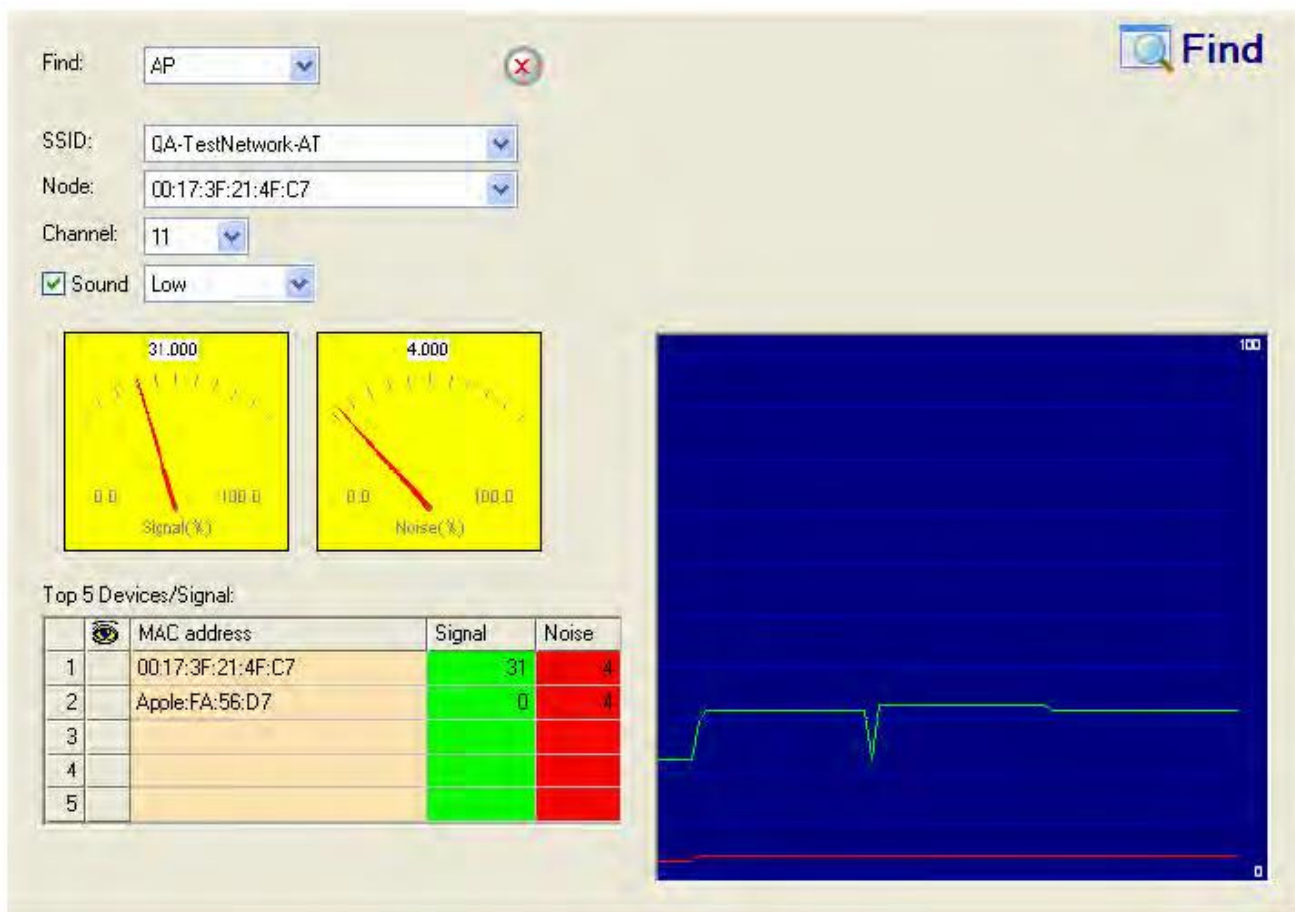 Find
Find: AP
SSID: QA-TestNetwork-AT
Node: 00:17:3F:21:4F:C7
Channel: 11
Sound Low
31.000
0.0 100.0
Signal(%)
4.000
0.0 100.0
Noise(%)
100
0
Top 5 Devices/Signal:
MAC address Signal Noise
1 00:17:3F:21:4F:C7 31 4
2 Apple:FA:56:D7 0 4
3
4
5